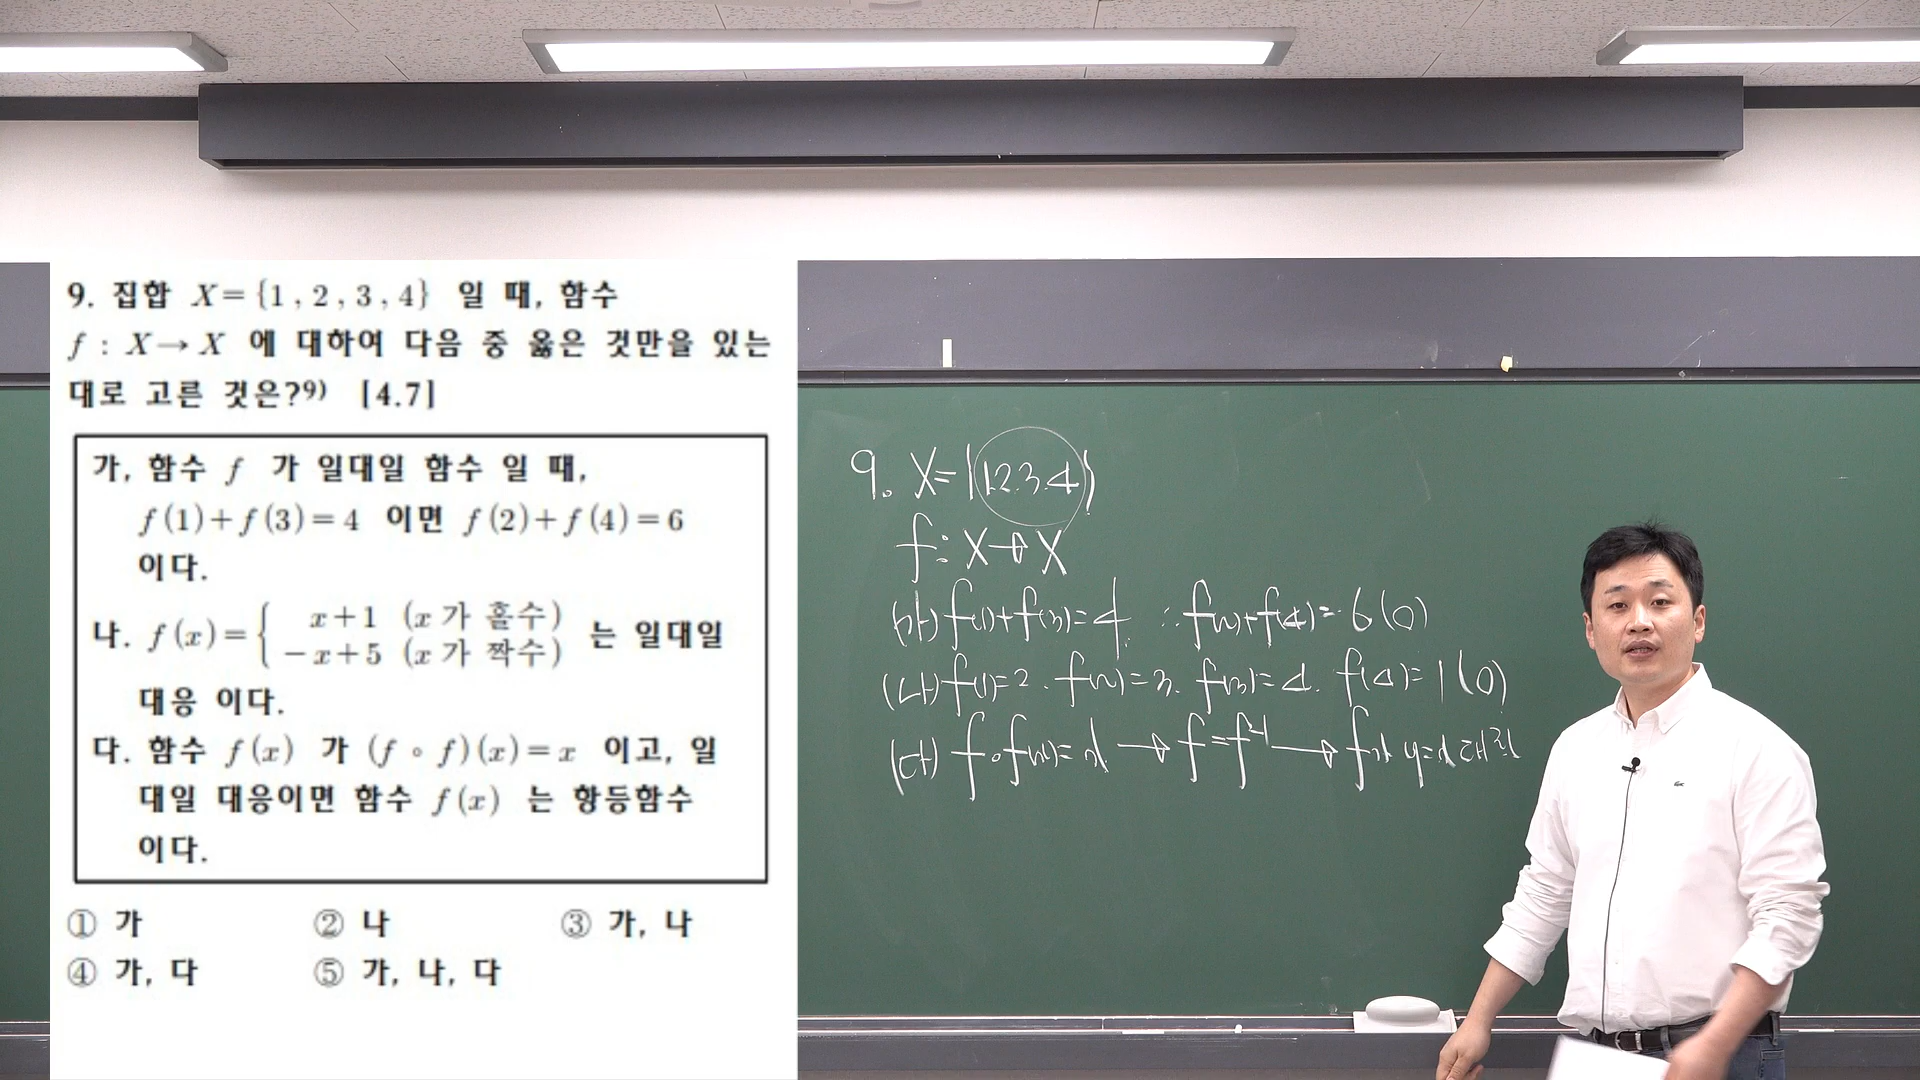 9. 집합 X={1, 2, 3, 4} 일 때, 함수
f : X→X 에 대하여 다음 중 옳은 것만을 있는
대로 고른 것은?9) [4.7]
가, 함수 f 가 일대일 함수 일 때,
f(1)+f(3)=4 이면 f(2)+f(4)=6
이다.
나. f(x)={ x+1 (x가 홀수)
-x+5 (x가 짝수) 는 일대일
대응 이다.
다. 함수 f(x) 가 (f∘f)(x)=x 이고, 일
대일 대응이면 함수 f(x) 는 항등함수
이다.
① 가 ② 나 ③ 가, 나
④ 가, 다 ⑤ 가, 나, 다
9. X={1.2.3.4}
f: X→X
(가) f(1)+f(3)=4. ∴ f(2)+f(4)=6 (O)
(나) f(1)=2. f(2)=3. f(3)=4. f(4)=1 (O)
(다) f∘f(x)=x → f=f⁻¹ → f가 y=x 대칭